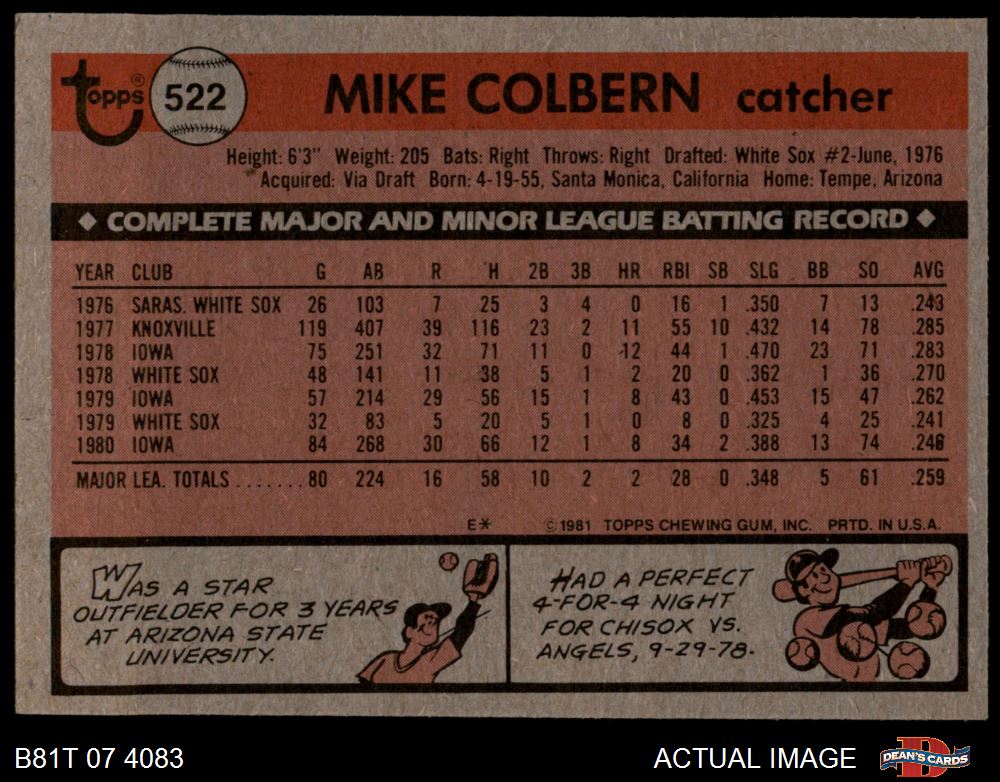 topps® 522 MIKE COLBERN catcher
Height: 6'3" Weight: 205 Bats: Right Throws: Right Drafted: White Sox #2-June, 1976
Acquired: Via Draft Born: 4-19-55, Santa Monica, California Home: Tempe, Arizona
◆ COMPLETE MAJOR AND MINOR LEAGUE BATTING RECORD ◆
YEAR CLUB G AB R H 2B 3B HR RBI SB SLG BB SO AVG
1976 SARAS. WHITE SOX 26 103 7 25 3 4 0 16 1 .350 7 13 .243
1977 KNOXVILLE 119 407 39 116 23 2 11 55 10 .432 14 78 .285
1978 IOWA 75 251 32 71 11 0 12 44 1 .470 23 71 .283
1978 WHITE SOX 48 141 11 38 5 1 2 20 0 .362 1 36 .270
1979 IOWA 57 214 29 56 15 1 8 43 0 .453 15 47 .262
1979 WHITE SOX 32 83 5 20 5 1 0 8 0 .325 4 25 .241
1980 IOWA 84 268 30 66 12 1 8 34 2 .388 13 74 .246
MAJOR LEA. TOTALS ....... 80 224 16 58 10 2 2 28 0 .348 5 61 .259
E* © 1981 TOPPS CHEWING GUM, INC. PRTD. IN U.S.A.
WAS A STAR
OUTFIELDER FOR 3 YEARS
AT ARIZONA STATE
UNIVERSITY.
HAD A PERFECT
4-FOR-4 NIGHT
FOR CHISOX VS.
ANGELS, 9-29-78.
B81T 07 4083 ACTUAL IMAGE DEAN'S CARDS